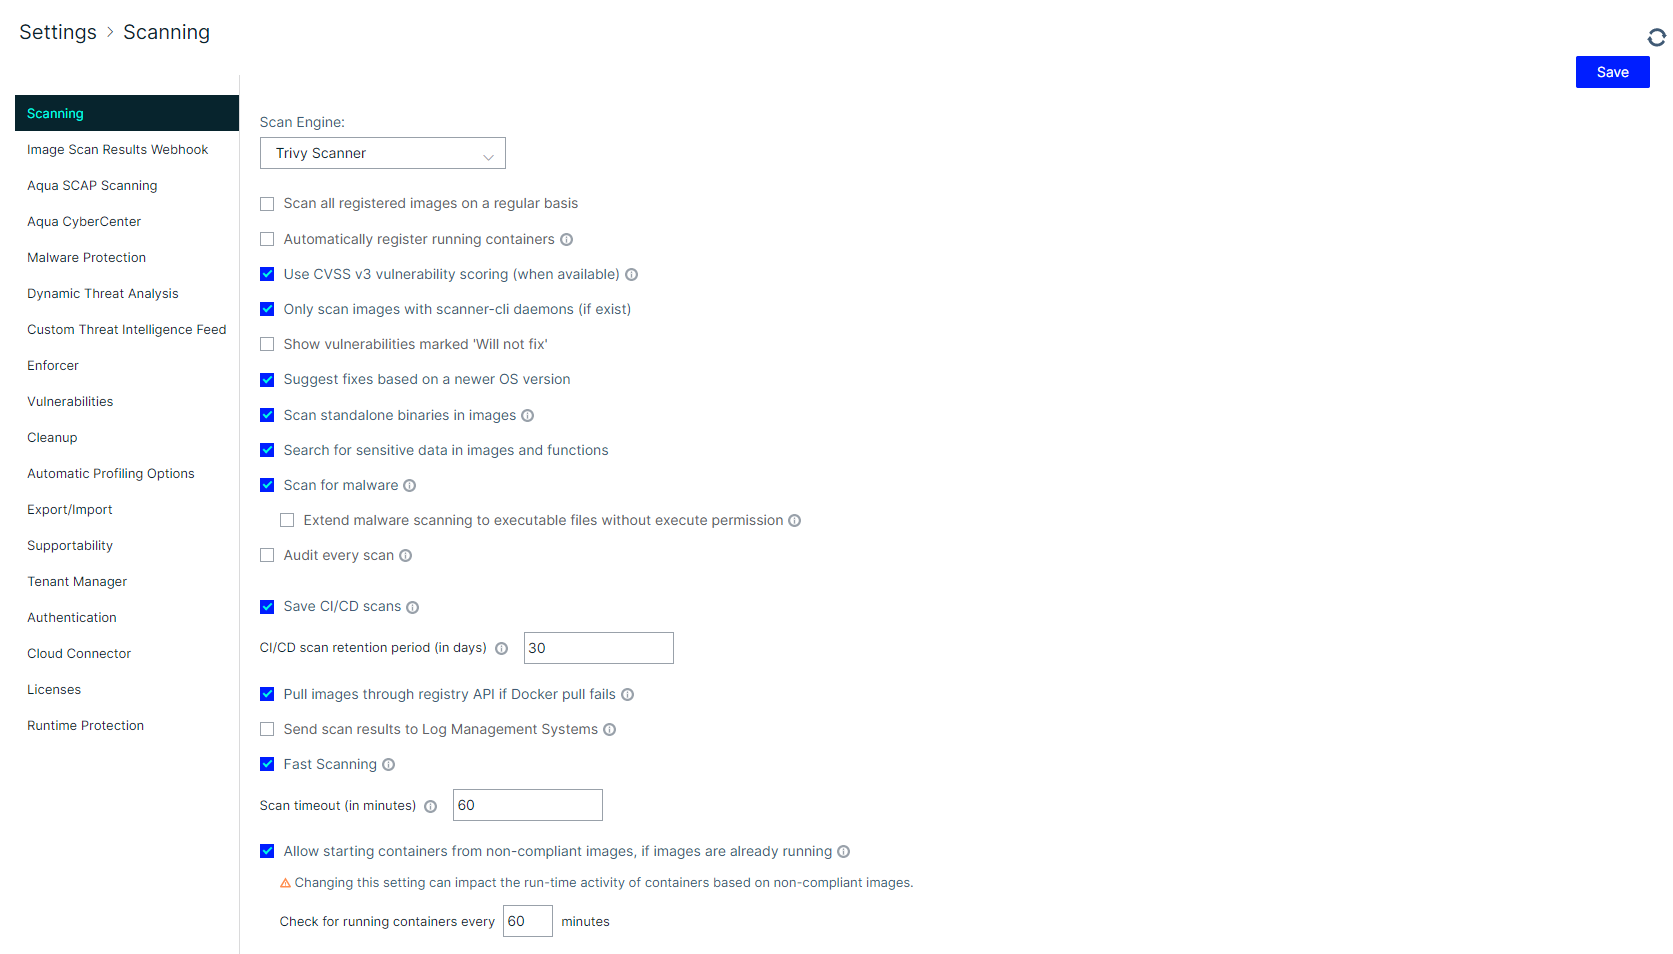 Settings > Scanning
Save
Scanning
Image Scan Results Webhook
Aqua SCAP Scanning
Aqua CyberCenter
Malware Protection
Dynamic Threat Analysis
Custom Threat Intelligence Feed
Enforcer
Vulnerabilities
Cleanup
Automatic Profiling Options
Export/Import
Supportability
Tenant Manager
Authentication
Cloud Connector
Licenses
Runtime Protection
Scan Engine:
Trivy Scanner
Scan all registered images on a regular basis
Automatically register running containers
Use CVSS v3 vulnerability scoring (when available)
Only scan images with scanner-cli daemons (if exist)
Show vulnerabilities marked 'Will not fix'
Suggest fixes based on a newer OS version
Scan standalone binaries in images
Search for sensitive data in images and functions
Scan for malware
Extend malware scanning to executable files without execute permission
Audit every scan
Save CI/CD scans
CI/CD scan retention period (in days) 30
Pull images through registry API if Docker pull fails
Send scan results to Log Management Systems
Fast Scanning
Scan timeout (in minutes) 60
Allow starting containers from non-compliant images, if images are already running
Changing this setting can impact the run-time activity of containers based on non-compliant images.
Check for running containers every 60 minutes